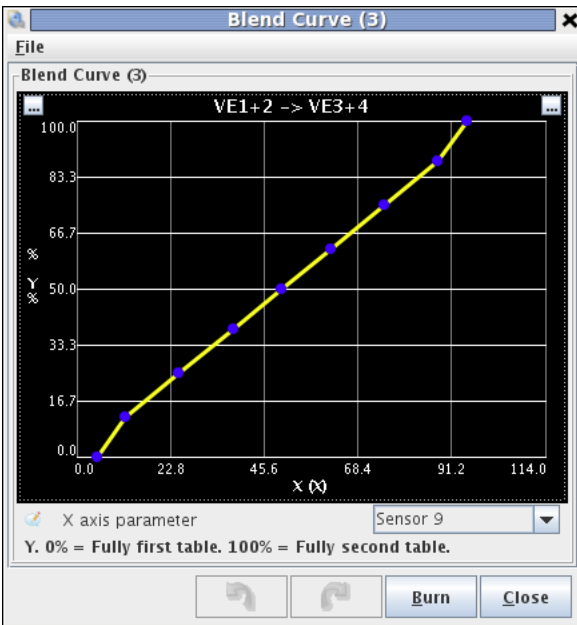 Blend Curve (3)
File
Blend Curve (3)
... VE1+2 -> VE3+4 ...
100.0
83.3
66.7
%
Y
%
50.0
33.3
16.7
0.0
0.0 22.8 45.6 68.4 91.2 114.0
X (X)
X axis parameter Sensor 9
Y. 0% = Fully first table. 100% = Fully second table.
Burn Close